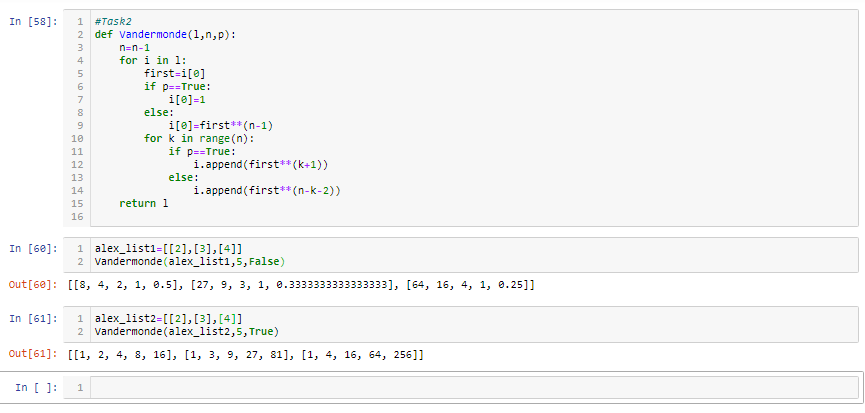 In [58]:
1 #Task2
2 def Vandermonde(l,n,p):
3     n=n-1
4     for i in l:
5         first=i[0]
6         if p==True:
7             i[0]=1
8         else:
9             i[0]=first**(n-1)
10         for k in range(n):
11             if p==True:
12                 i.append(first**(k+1))
13             else:
14                 i.append(first**(n-k-2))
15     return l
16
In [60]:
1 alex_list1=[[2],[3],[4]]
2 Vandermonde(alex_list1,5,False)
Out[60]: [[8, 4, 2, 1, 0.5], [27, 9, 3, 1, 0.3333333333333333], [64, 16, 4, 1, 0.25]]
In [61]:
1 alex_list2=[[2],[3],[4]]
2 Vandermonde(alex_list2,5,True)
Out[61]: [[1, 2, 4, 8, 16], [1, 3, 9, 27, 81], [1, 4, 16, 64, 256]]
In [ ]:
1